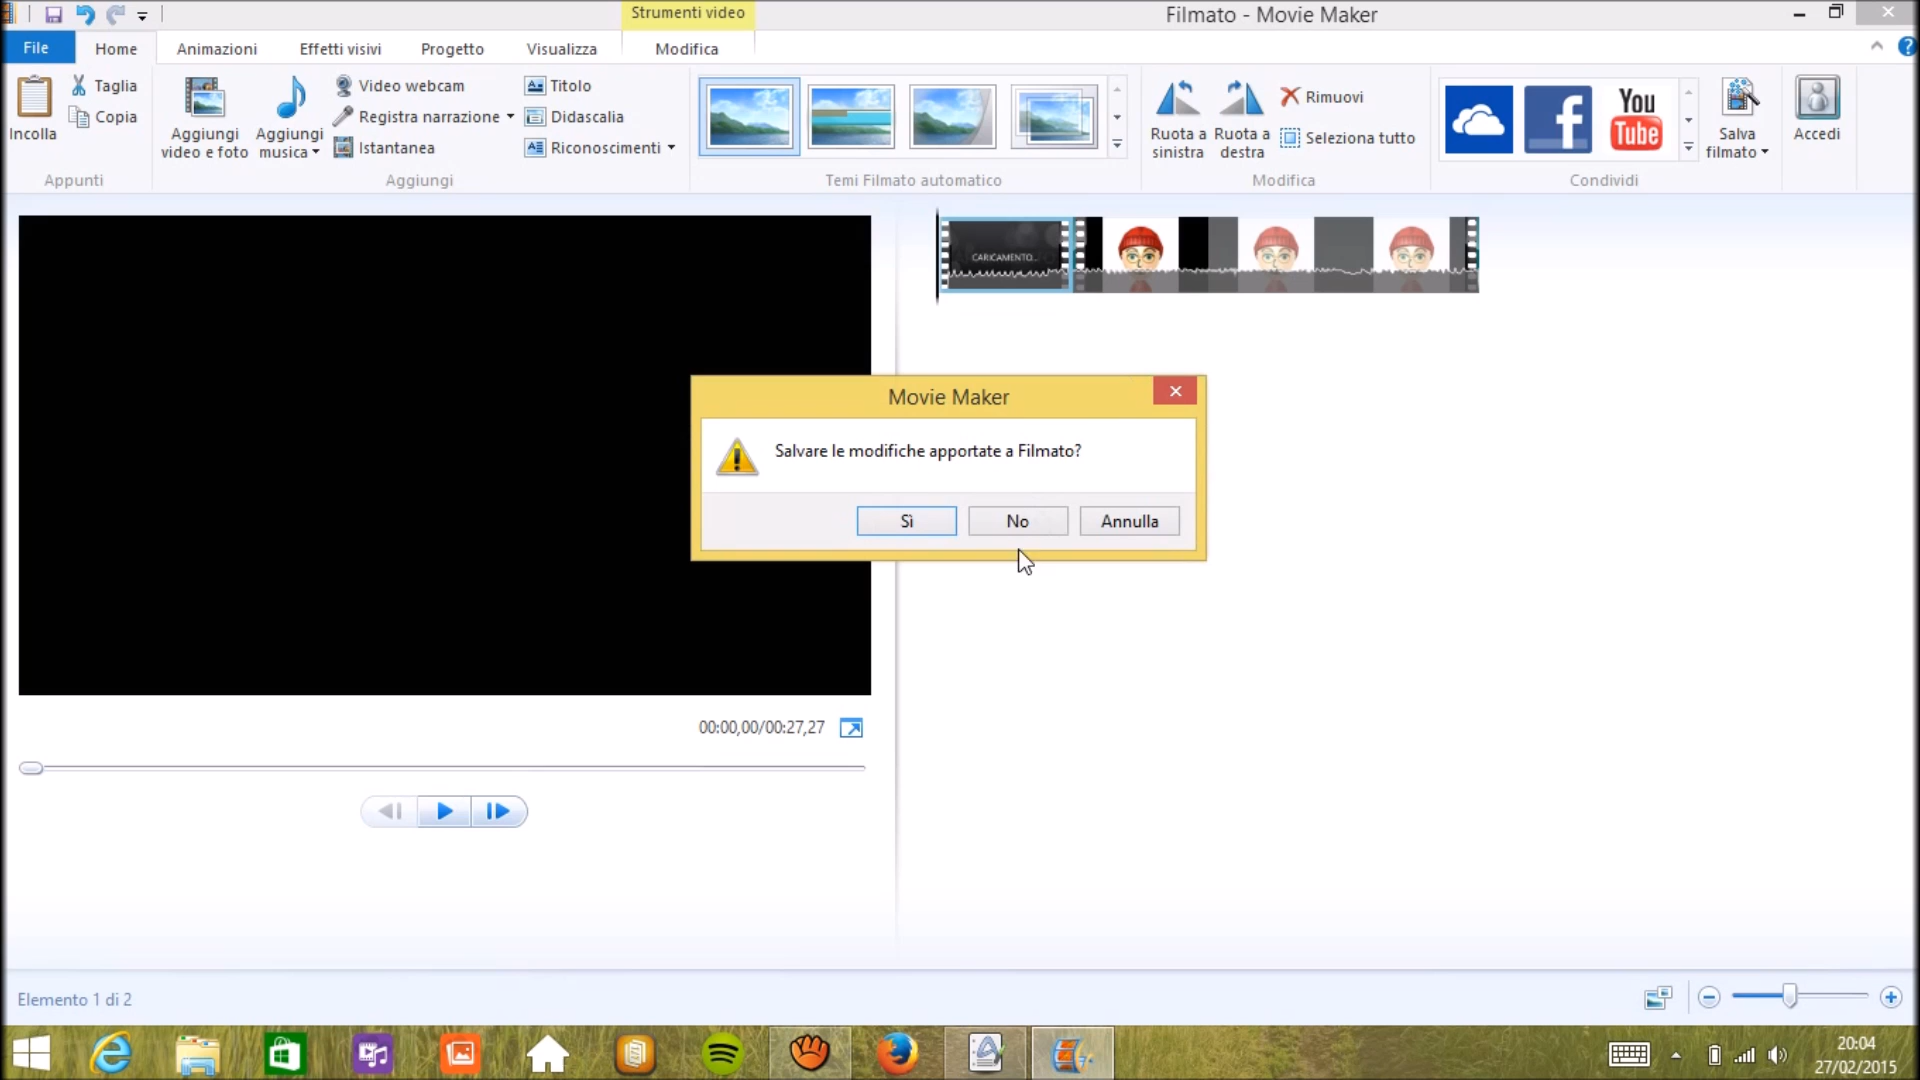 Strumenti video
Filmato - Movie Maker
File
Home
Animazioni
Effetti visivi
Progetto
Visualizza
Modifica
?
Incolla
Taglia
Copia
Appunti
Aggiungi
video e foto
Aggiungi
musica
Video webcam
Registra narrazione
Istantanea
Titolo
Didascalia
Riconoscimenti
Aggiungi
Temi Filmato automatico
Ruota a
sinistra
Ruota a
destra
Rimuovi
Seleziona tutto
Modifica
You
Tube
Condividi
Salva
filmato
Accedi
CARICAMENTO...
Movie Maker
Salvare le modifiche apportate a Filmato?
Sì
No
Annulla
00:00,00/00:27,27
Elemento 1 di 2
20:04
27/02/2015